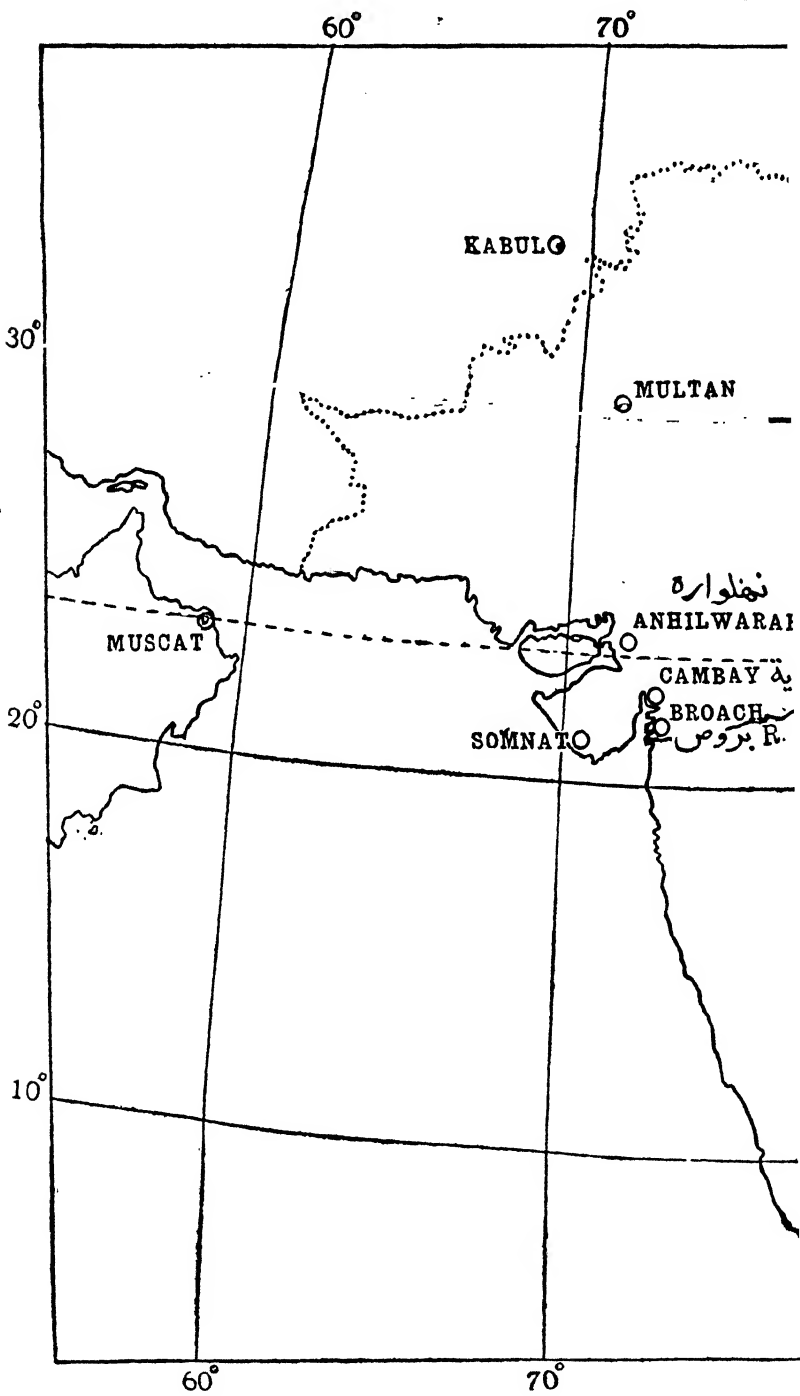 60° 70°
KABUL
30°
MULTAN
نهلواره
ANHILWARA
MUSCAT
CAMBAY
20°
BROACH
SOMNAT
بروص R.
10°
60° 70°